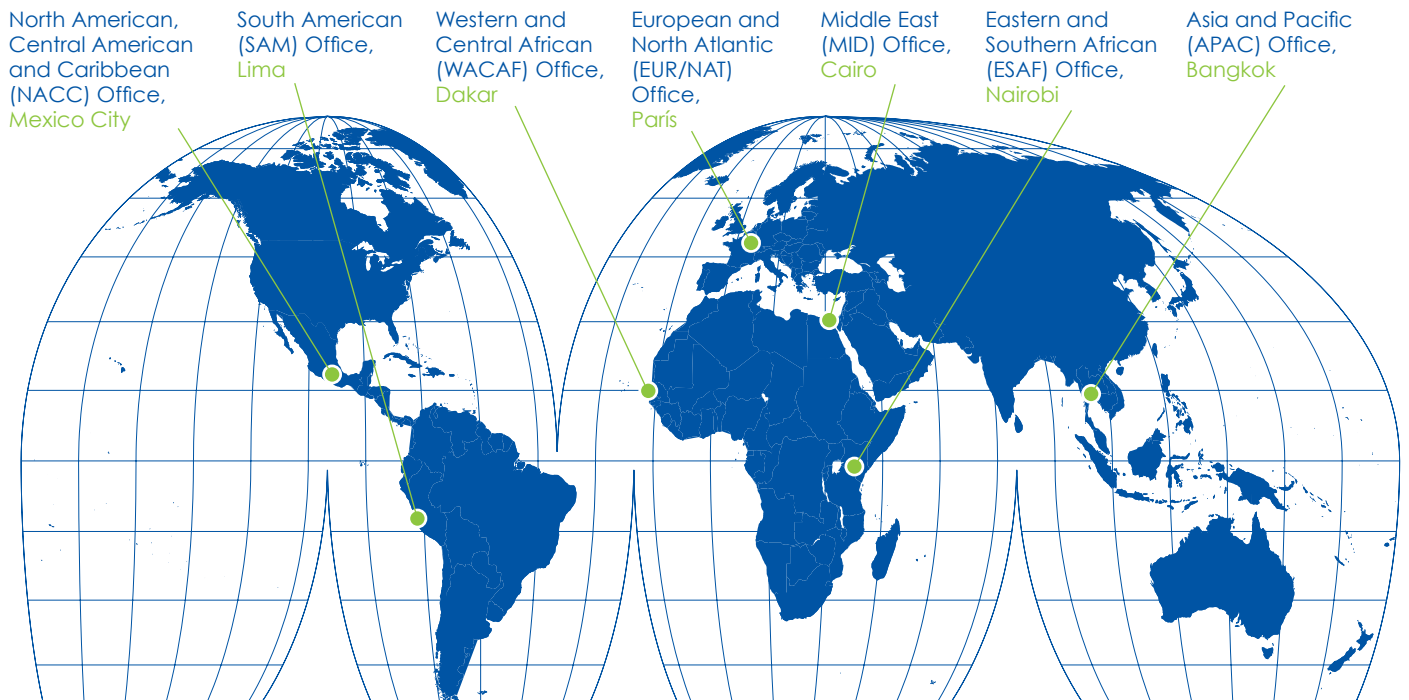 North American,
Central American
and Caribbean
(NACC) Office,
Mexico City
South American
(SAM) Office,
Lima
Western and
Central African
(WACAF) Office,
Dakar
European and
North Atlantic
(EUR/NAT)
Office,
París
Middle East
(MID) Office,
Cairo
Eastern and
Southern African
(ESAF) Office,
Nairobi
Asia and Pacific
(APAC) Office,
Bangkok